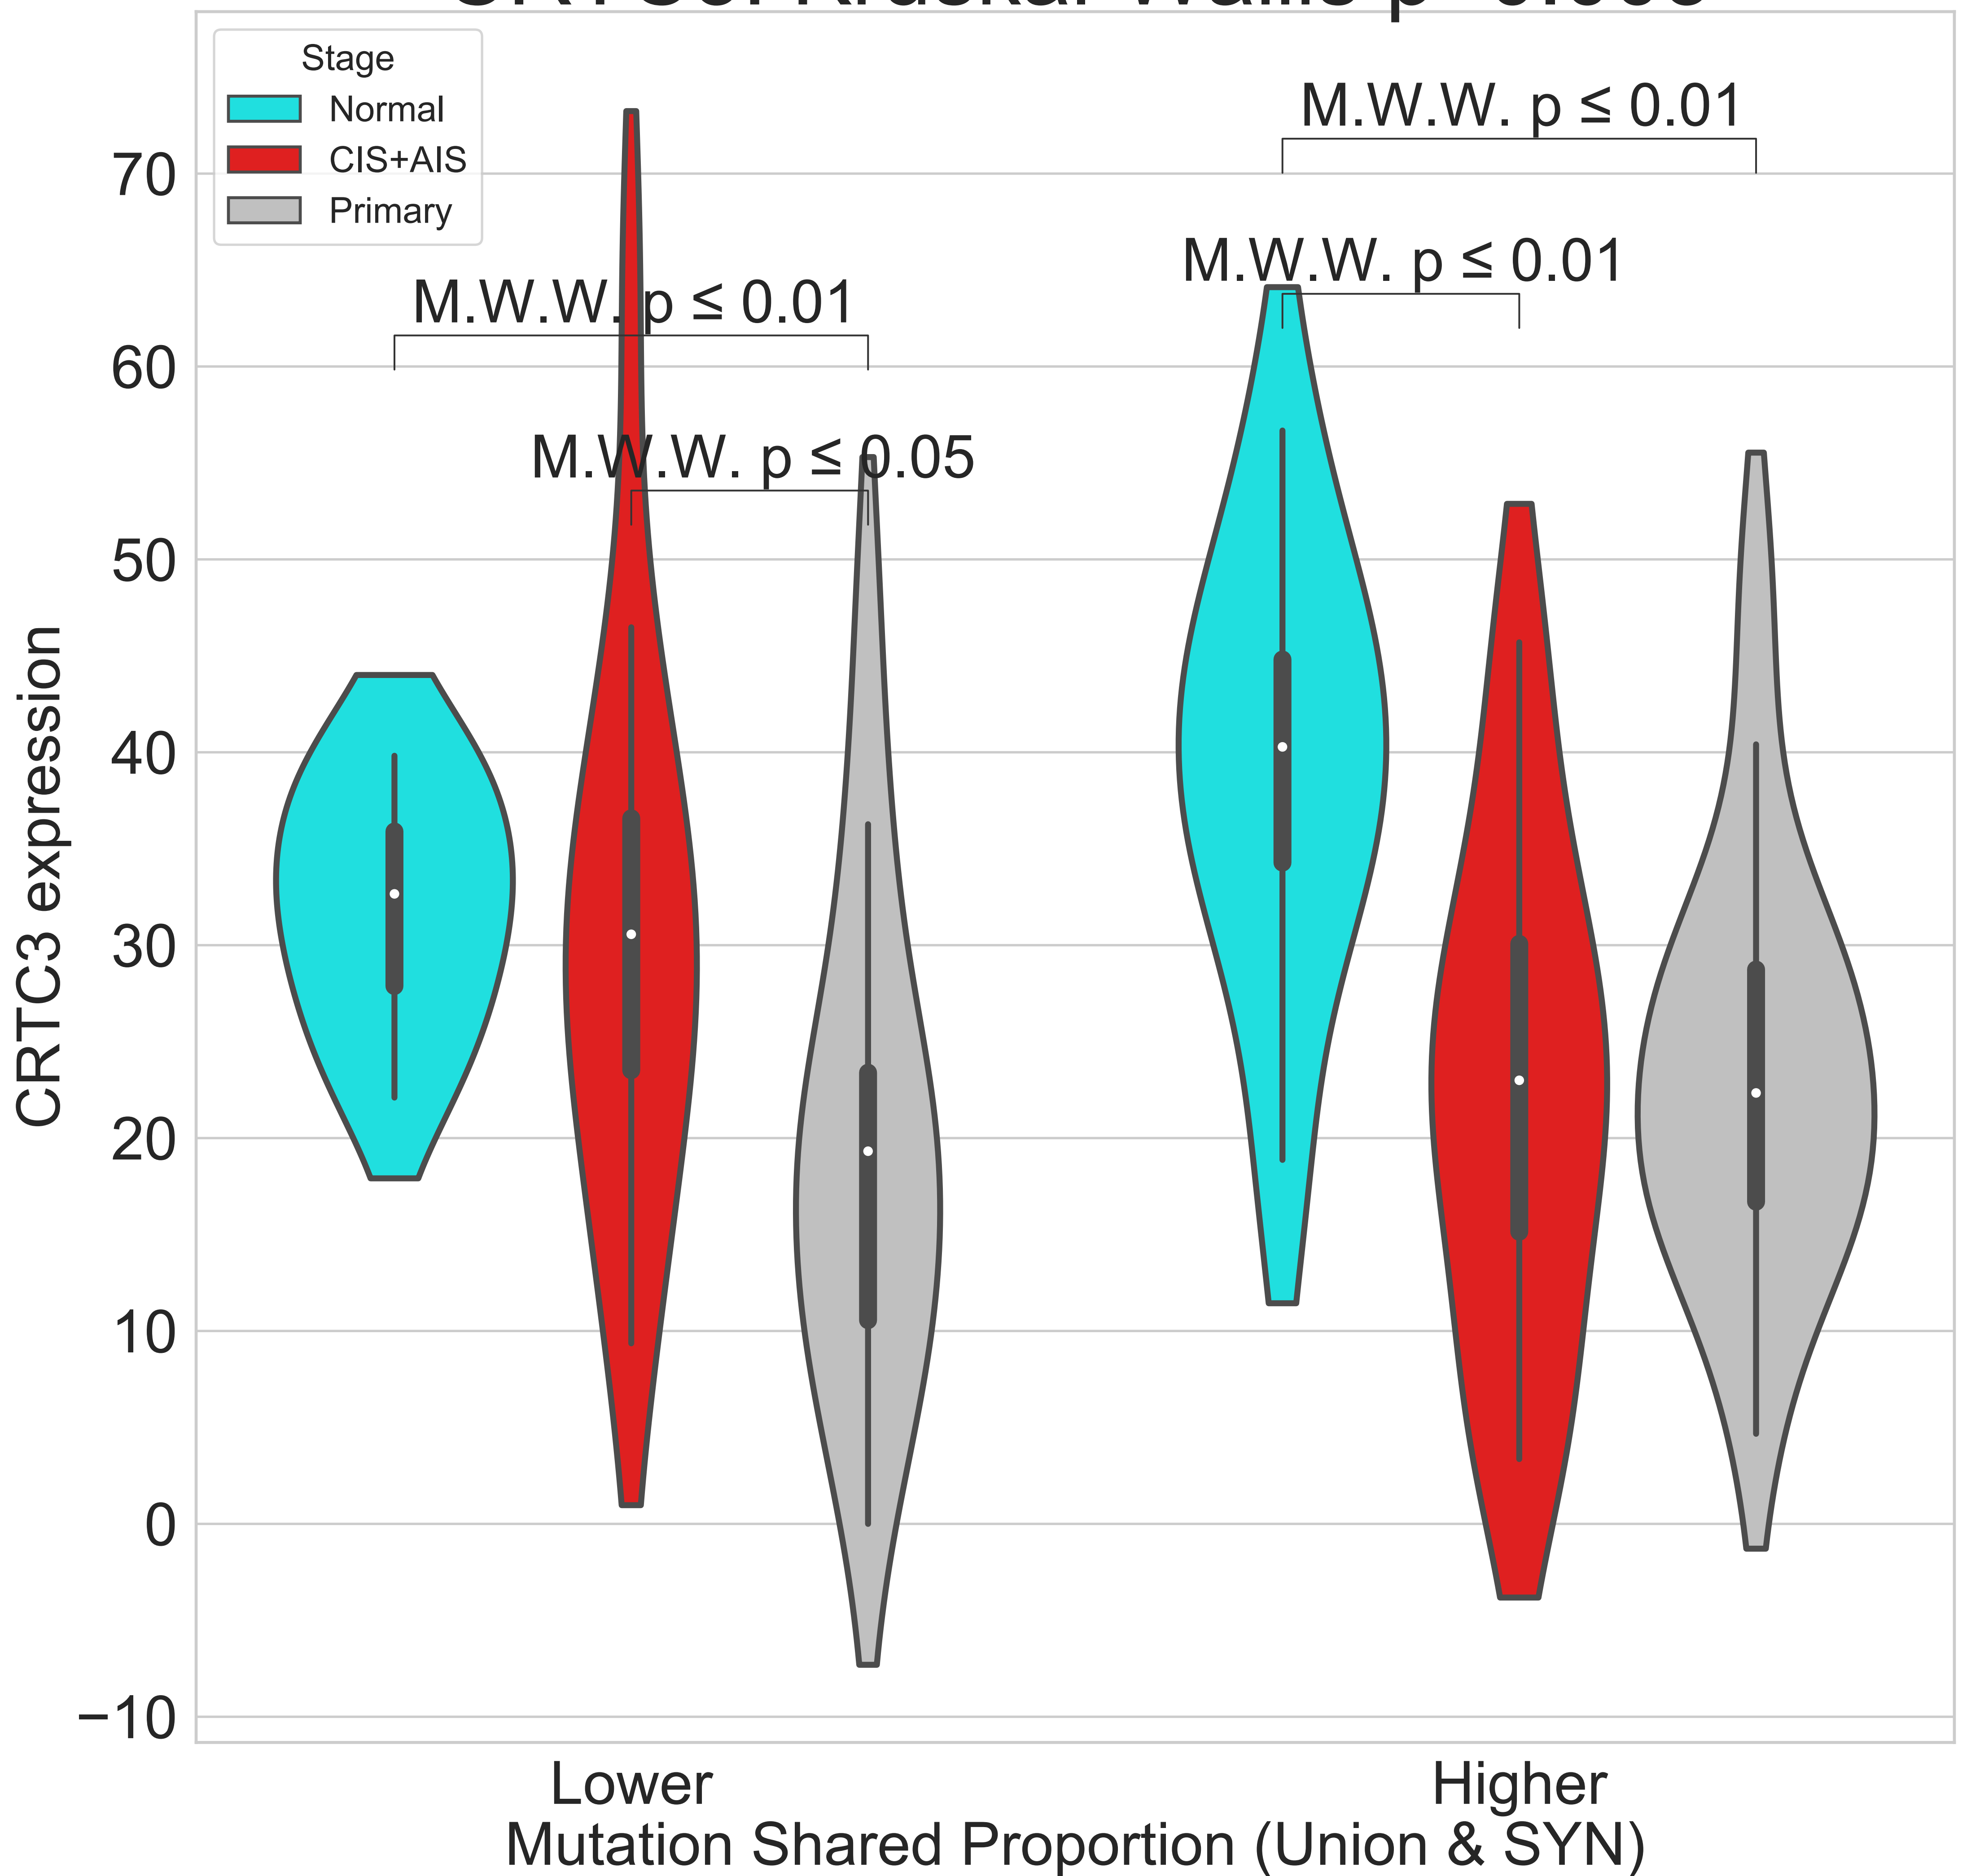 Stage
Normal
CIS+AIS
Primary
M.W.W. p ≤ 0.01
M.W.W. p ≤ 0.01
M.W.W. p ≤ 0.01
M.W.W. p ≤ 0.05
70
60
50
40
30
20
10
0
−10
CRTC3 expression
Lower
Higher
Mutation Shared Proportion (Union & SYN)